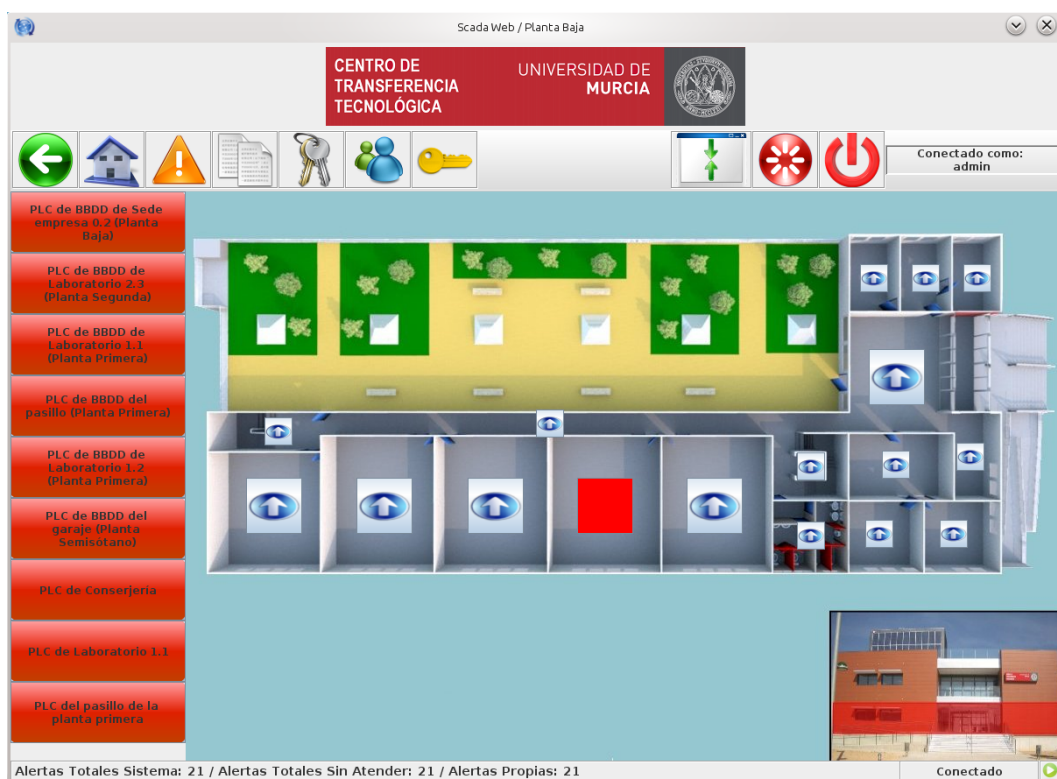 Scada Web / Planta Baja
CENTRO DE
TRANSFERENCIA
TECNOLÓGICA
UNIVERSIDAD DE
MURCIA
Conectado como:
admin
PLC de BBDD de Sede
empresa 0.2 (Planta
Baja)
PLC de BBDD de
Laboratorio 2.3
(Planta Segunda)
PLC de BBDD de
Laboratorio 1.1
(Planta Primera)
PLC de BBDD del
pasillo (Planta Primera)
PLC de BBDD de
Laboratorio 1.2
(Planta Primera)
PLC de BBDD del
garaje (Planta
Semisótano)
PLC de Conserjería
PLC de Laboratorio 1.1
PLC del pasillo de la
planta primera
Alertas Totales Sistema: 21 / Alertas Totales Sin Atender: 21 / Alertas Propias: 21
Conectado